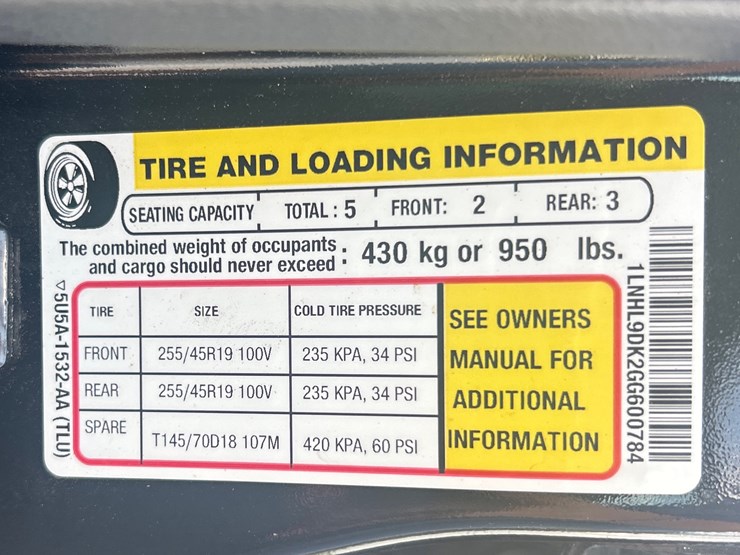 TIRE AND LOADING INFORMATION
SEATING CAPACITY TOTAL : 5 FRONT: 2 REAR: 3
The combined weight of occupants
and cargo should never exceed : 430 kg or 950 lbs.
TIRE SIZE COLD TIRE PRESSURE
FRONT 255/45R19 100V 235 KPA, 34 PSI
REAR 255/45R19 100V 235 KPA, 34 PSI
SPARE T145/70D18 107M 420 KPA, 60 PSI
SEE OWNERS
MANUAL FOR
ADDITIONAL
INFORMATION
▽5U5A-1532-AA (TLU)
1LNHL9DK2GG600784